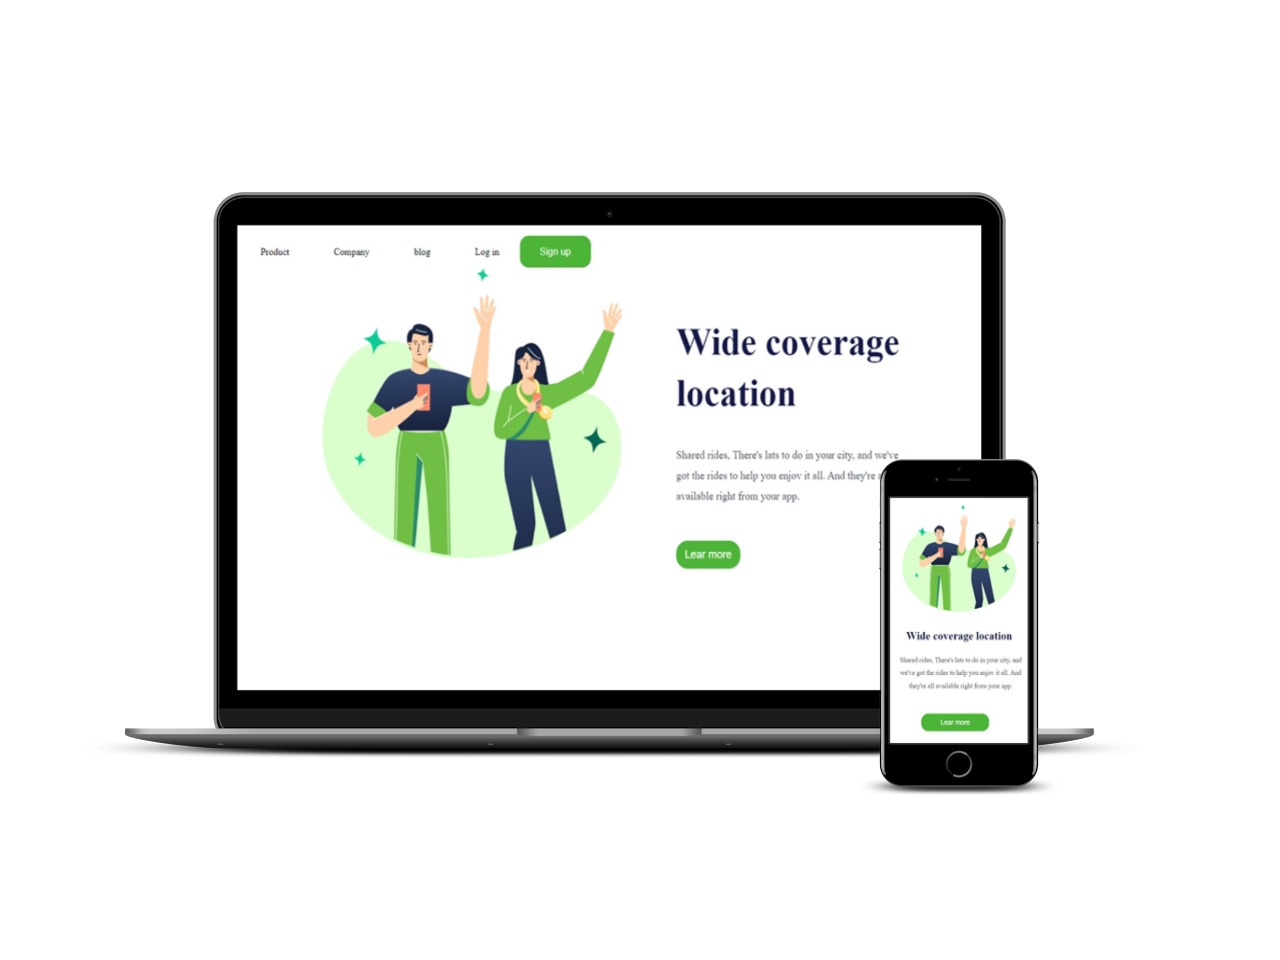 Product Company blog Log in Sign up
Wide coverage
location
Shared rides, There's lats to do in your city, and we've
got the rides to help you enjov it all. And they're
available right from your app.
Lear more
Wide coverage location
Shared rides, There's lats to do in your city, and
we've got the rides to help you enjov it all. And
they're all available right from your app.
Lear more